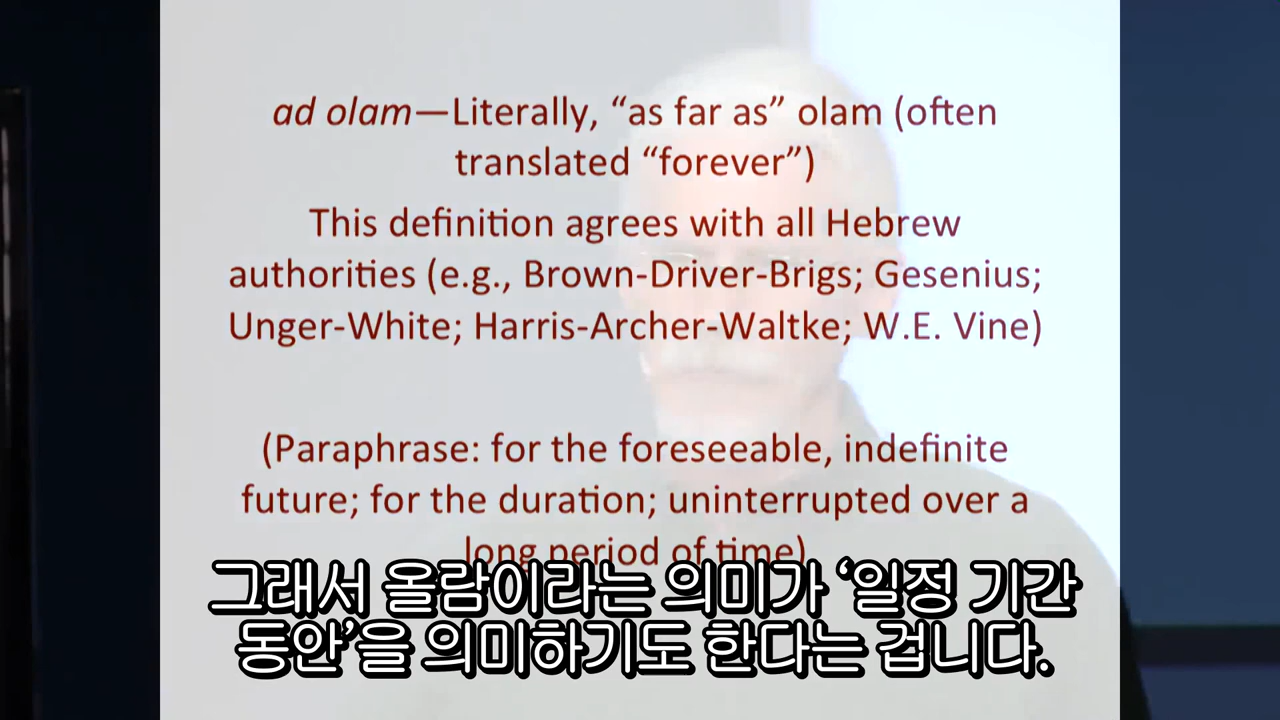 ad olam—Literally, “as far as” olam (often
translated “forever”)
This definition agrees with all Hebrew
authorities (e.g., Brown-Driver-Brigs; Gesenius;
Unger-White; Harris-Archer-Waltke; W.E. Vine)
(Paraphrase: for the foreseeable, indefinite
future; for the duration; uninterrupted over a
long period of time)
그래서 올람이라는 의미가 ‘일정 기간
동안’을 의미하기도 한다는 겁니다.